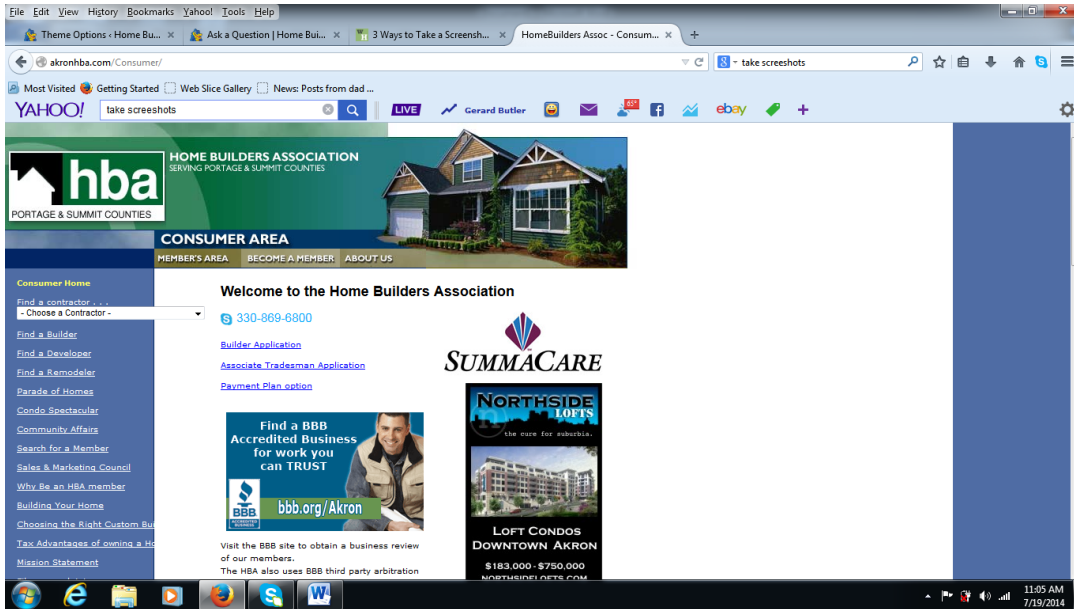 File Edit View History Bookmarks Yahoo! Tools Help
Theme Options ‹ Home Bu... × Ask a Question | Home Bui... × 3 Ways to Take a Screensh... × HomeBuilders Assoc - Consum... × +
akronhba.com/Consumer/ 8 take screeshots
Most Visited Getting Started Web Slice Gallery News: Posts from dad ...
YAHOO! take screeshots LIVE Gerard Butler 65° f ebay +
hba
PORTAGE & SUMMIT COUNTIES
HOME BUILDERS ASSOCIATION
SERVING PORTAGE & SUMMIT COUNTIES
CONSUMER AREA
MEMBER'S AREA BECOME A MEMBER ABOUT US
Consumer Home
Find a contractor . . .
- Choose a Contractor -
Find a Builder
Find a Developer
Find a Remodeler
Parade of Homes
Condo Spectacular
Community Affairs
Search for a Member
Sales & Marketing Council
Why Be an HBA member
Building Your Home
Choosing the Right Custom Bu
Tax Advantages of owning a Ho
Mission Statement
Welcome to the Home Builders Association
330-869-6800
Builder Application
Associate Tradesman Application
Payment Plan option
Find a BBB
Accredited Business
for work you
can TRUST
BBB
ACCREDITED
BUSINESS
bbb.org/Akron
Visit the BBB site to obtain a business review
of our members.
The HBA also uses BBB third party arbitration
SUMMACARE
n
NORTHSIDE
LOFTS
the cure for suburbia.
LOFT CONDOS
DOWNTOWN AKRON
$183,000 - $750,000
NORTHSIDELOFTS.COM
11:05 AM
7/19/2014